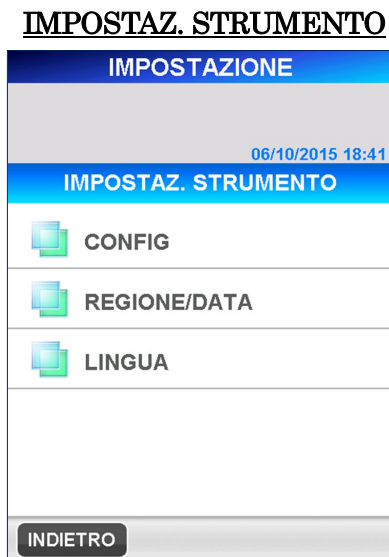 IMPOSTAZ. STRUMENTO
IMPOSTAZIONE
06/10/2015 18:41
IMPOSTAZ. STRUMENTO
CONFIG
REGIONE/DATA
LINGUA
INDIETRO